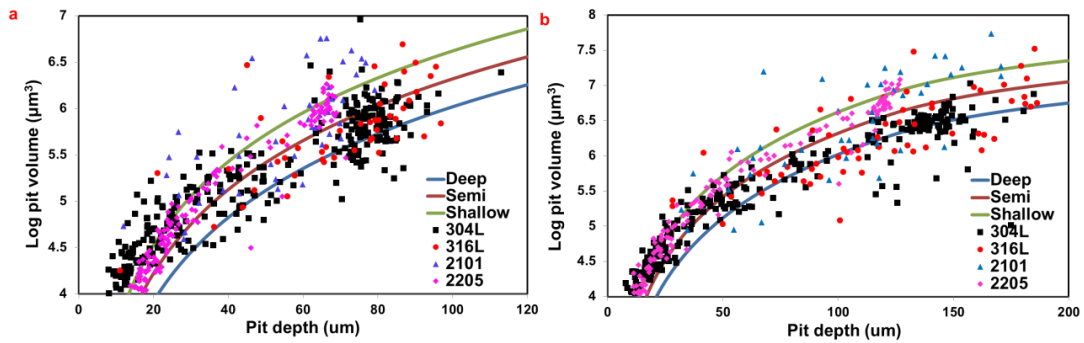 a
Log pit volume (µm³)
7
6.5
6
5.5
5
4.5
4
0
20
40
60
80
100
120
Pit depth (um)
Deep
Semi
Shallow
304L
316L
2101
2205
b
Log pit volume (µm³)
8
7.5
7
6.5
6
5.5
5
4.5
4
0
50
100
150
200
Pit depth (um)
Deep
Semi
Shallow
304L
316L
2101
2205